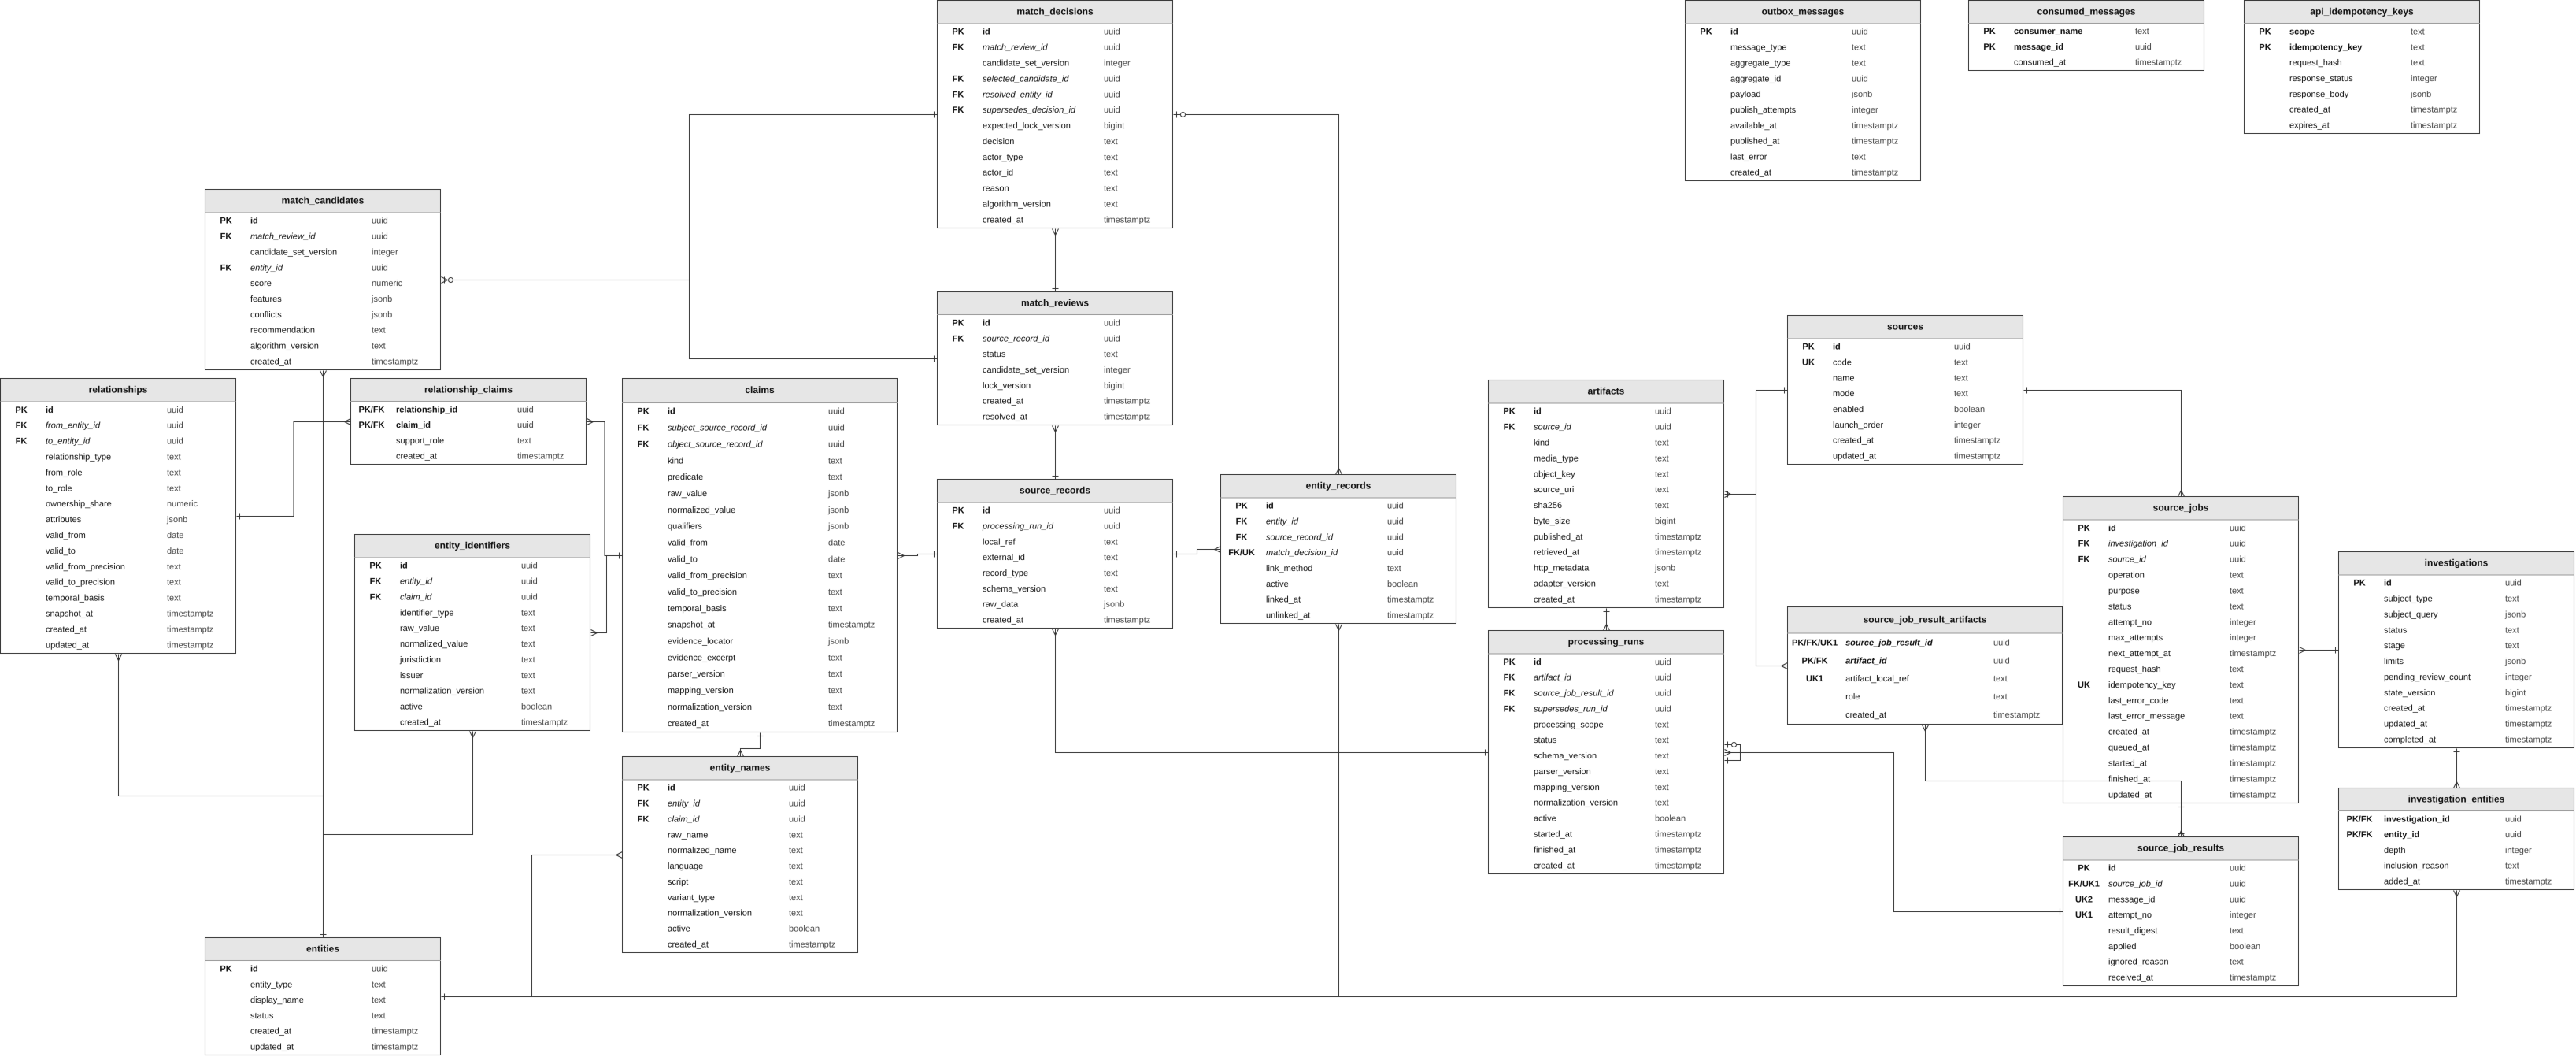 match_decisions
PK id uuid
FK match_review_id uuid
candidate_set_version integer
FK selected_candidate_id uuid
FK resolved_entity_id uuid
FK supersedes_decision_id uuid
expected_lock_version bigint
decision text
actor_type text
actor_id text
reason text
algorithm_version text
created_at timestamptz
outbox_messages
PK id uuid
message_type text
aggregate_type text
aggregate_id uuid
payload jsonb
publish_attempts integer
available_at timestamptz
published_at timestamptz
last_error text
created_at timestamptz
consumed_messages
PK consumer_name text
PK message_id uuid
consumed_at timestamptz
api_idempotency_keys
PK scope text
PK idempotency_key text
request_hash text
response_status integer
response_body jsonb
created_at timestamptz
expires_at timestamptz
match_candidates
PK id uuid
FK match_review_id uuid
candidate_set_version integer
FK entity_id uuid
score numeric
features jsonb
conflicts jsonb
recommendation text
algorithm_version text
created_at timestamptz
match_reviews
PK id uuid
FK source_record_id uuid
status text
candidate_set_version integer
lock_version bigint
created_at timestamptz
resolved_at timestamptz
sources
PK id uuid
UK code text
name text
mode text
enabled boolean
launch_order integer
created_at timestamptz
updated_at timestamptz
relationships
PK id uuid
FK from_entity_id uuid
FK to_entity_id uuid
relationship_type text
from_role text
to_role text
ownership_share numeric
attributes jsonb
valid_from date
valid_to date
valid_from_precision text
valid_to_precision text
temporal_basis text
snapshot_at timestamptz
created_at timestamptz
updated_at timestamptz
relationship_claims
PK/FK relationship_id uuid
PK/FK claim_id uuid
support_role text
created_at timestamptz
claims
PK id uuid
FK subject_source_record_id uuid
FK object_source_record_id uuid
kind text
predicate text
raw_value jsonb
normalized_value jsonb
qualifiers jsonb
valid_from date
valid_to date
valid_from_precision text
valid_to_precision text
temporal_basis text
snapshot_at timestamptz
evidence_locator jsonb
evidence_excerpt text
parser_version text
mapping_version text
normalization_version text
created_at timestamptz
artifacts
PK id uuid
FK source_id uuid
kind text
media_type text
object_key text
source_uri text
sha256 text
byte_size bigint
published_at timestamptz
retrieved_at timestamptz
http_metadata jsonb
adapter_version text
created_at timestamptz
source_records
PK id uuid
FK processing_run_id uuid
local_ref text
external_id text
record_type text
schema_version text
raw_data jsonb
created_at timestamptz
entity_records
PK id uuid
FK entity_id uuid
FK source_record_id uuid
FK/UK match_decision_id uuid
link_method text
active boolean
linked_at timestamptz
unlinked_at timestamptz
source_jobs
PK id uuid
FK investigation_id uuid
FK source_id uuid
operation text
purpose text
status text
attempt_no integer
max_attempts integer
next_attempt_at timestamptz
request_hash text
UK idempotency_key text
last_error_code text
last_error_message text
created_at timestamptz
queued_at timestamptz
started_at timestamptz
finished_at timestamptz
updated_at timestamptz
entity_identifiers
PK id uuid
FK entity_id uuid
FK claim_id uuid
identifier_type text
raw_value text
normalized_value text
jurisdiction text
issuer text
normalization_version text
active boolean
created_at timestamptz
investigations
PK id uuid
subject_type text
subject_query jsonb
status text
stage text
limits jsonb
pending_review_count integer
state_version bigint
created_at timestamptz
updated_at timestamptz
completed_at timestamptz
source_job_result_artifacts
PK/FK/UK1 source_job_result_id uuid
PK/FK artifact_id uuid
UK1 artifact_local_ref text
role text
created_at timestamptz
processing_runs
PK id uuid
FK artifact_id uuid
FK source_job_result_id uuid
FK supersedes_run_id uuid
processing_scope text
status text
schema_version text
parser_version text
mapping_version text
normalization_version text
active boolean
started_at timestamptz
finished_at timestamptz
created_at timestamptz
entity_names
PK id uuid
FK entity_id uuid
FK claim_id uuid
raw_name text
normalized_name text
language text
script text
variant_type text
normalization_version text
active boolean
created_at timestamptz
investigation_entities
PK/FK investigation_id uuid
PK/FK entity_id uuid
depth integer
inclusion_reason text
added_at timestamptz
source_job_results
PK id uuid
FK/UK1 source_job_id uuid
UK2 message_id uuid
UK1 attempt_no integer
result_digest text
applied boolean
ignored_reason text
received_at timestamptz
entities
PK id uuid
entity_type text
display_name text
status text
created_at timestamptz
updated_at timestamptz